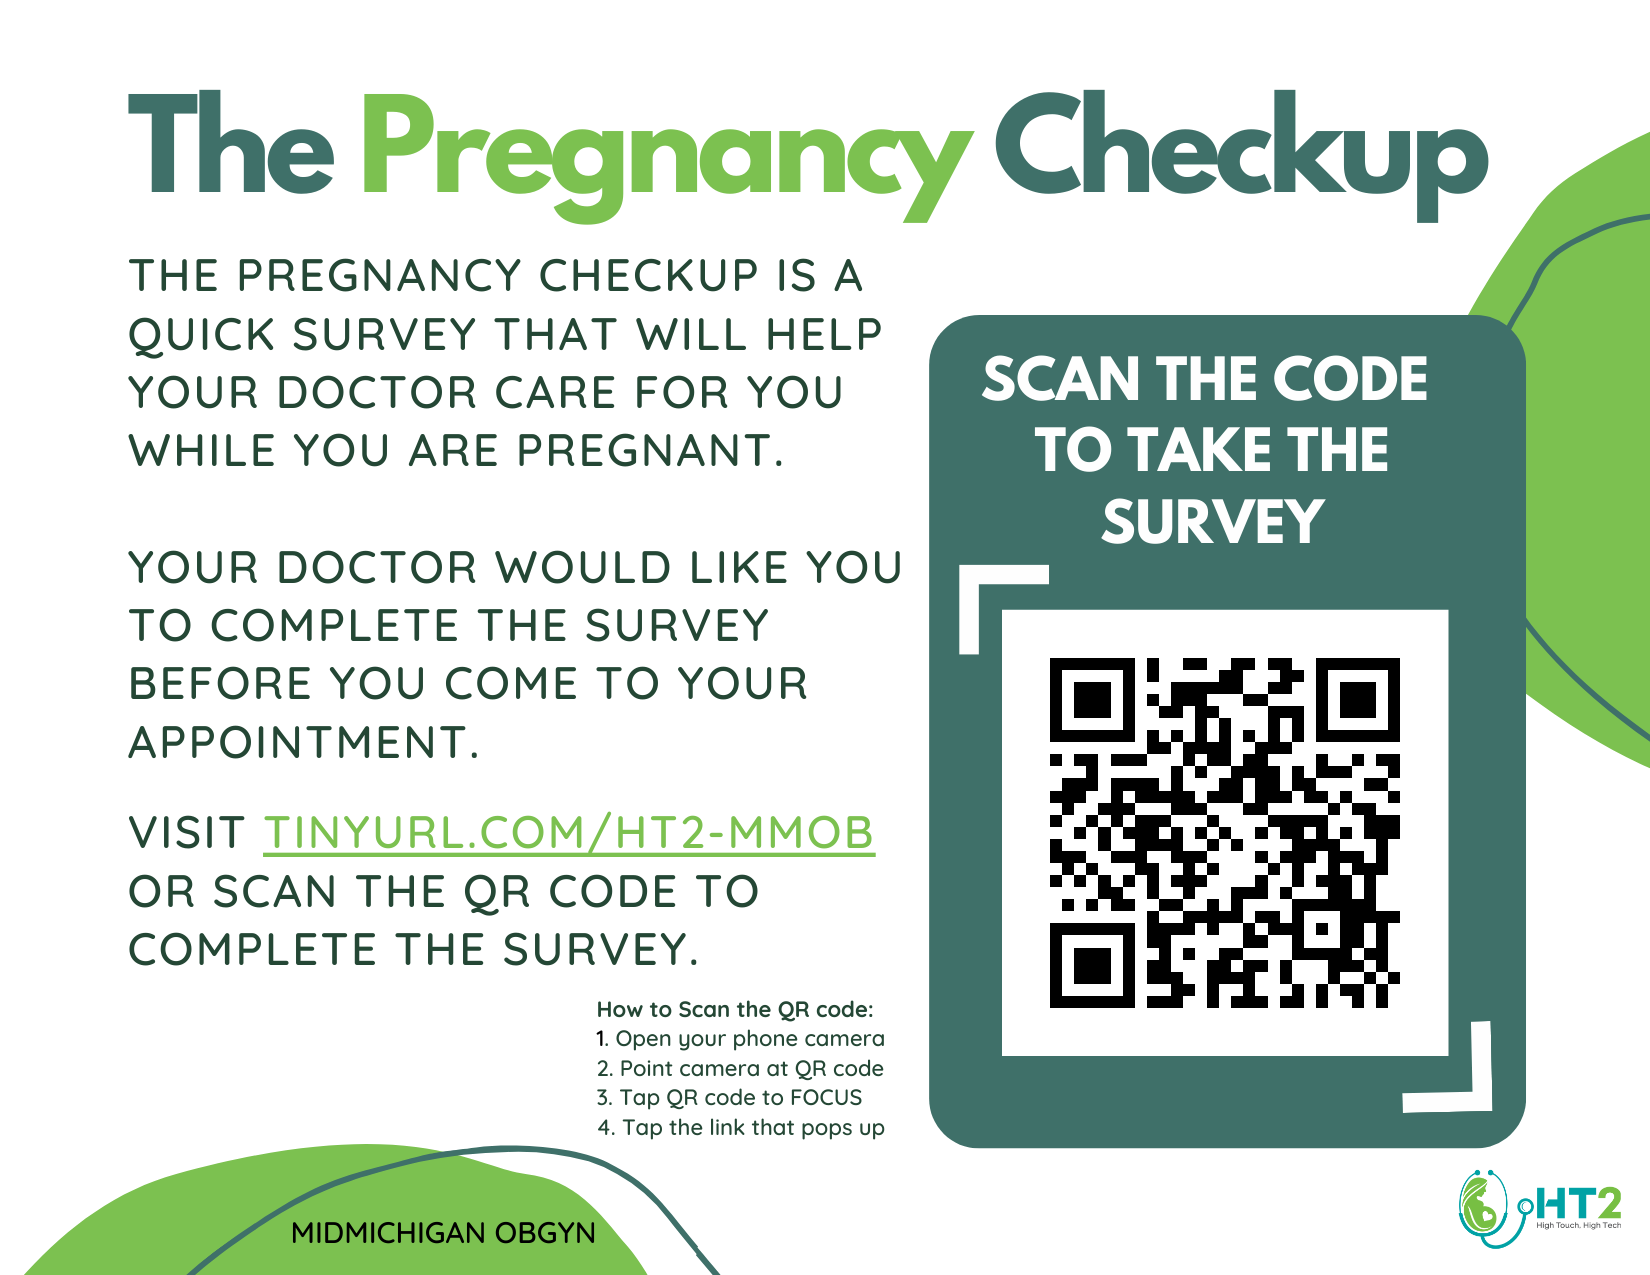 The Pregnancy Checkup
THE PREGNANCY CHECKUP IS A
QUICK SURVEY THAT WILL HELP
YOUR DOCTOR CARE FOR YOU
WHILE YOU ARE PREGNANT.
YOUR DOCTOR WOULD LIKE YOU
TO COMPLETE THE SURVEY
BEFORE YOU COME TO YOUR
APPOINTMENT.
VISIT TINYURL.COM/HT2-MMOB
OR SCAN THE QR CODE TO
COMPLETE THE SURVEY.
How to Scan the QR code:
1. Open your phone camera
2. Point camera at QR code
3. Tap QR code to FOCUS
4. Tap the link that pops up
SCAN THE CODE
TO TAKE THE
SURVEY
MIDMICHIGAN OBGYN
HT2
High Touch, High Tech